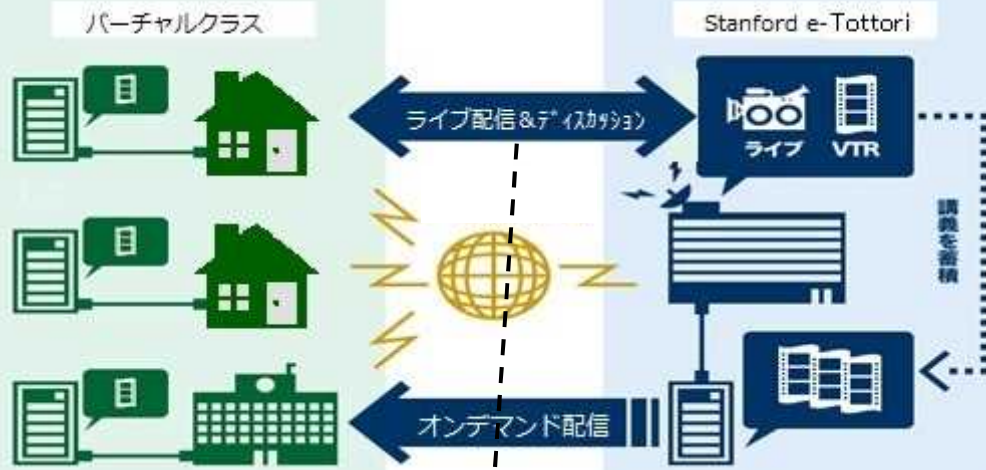 バーチャルクラス
Stanford e-Tottori
ライブ配信&ディスカッション
ライブ
VTR
講義を蓄積
オンデマンド配信